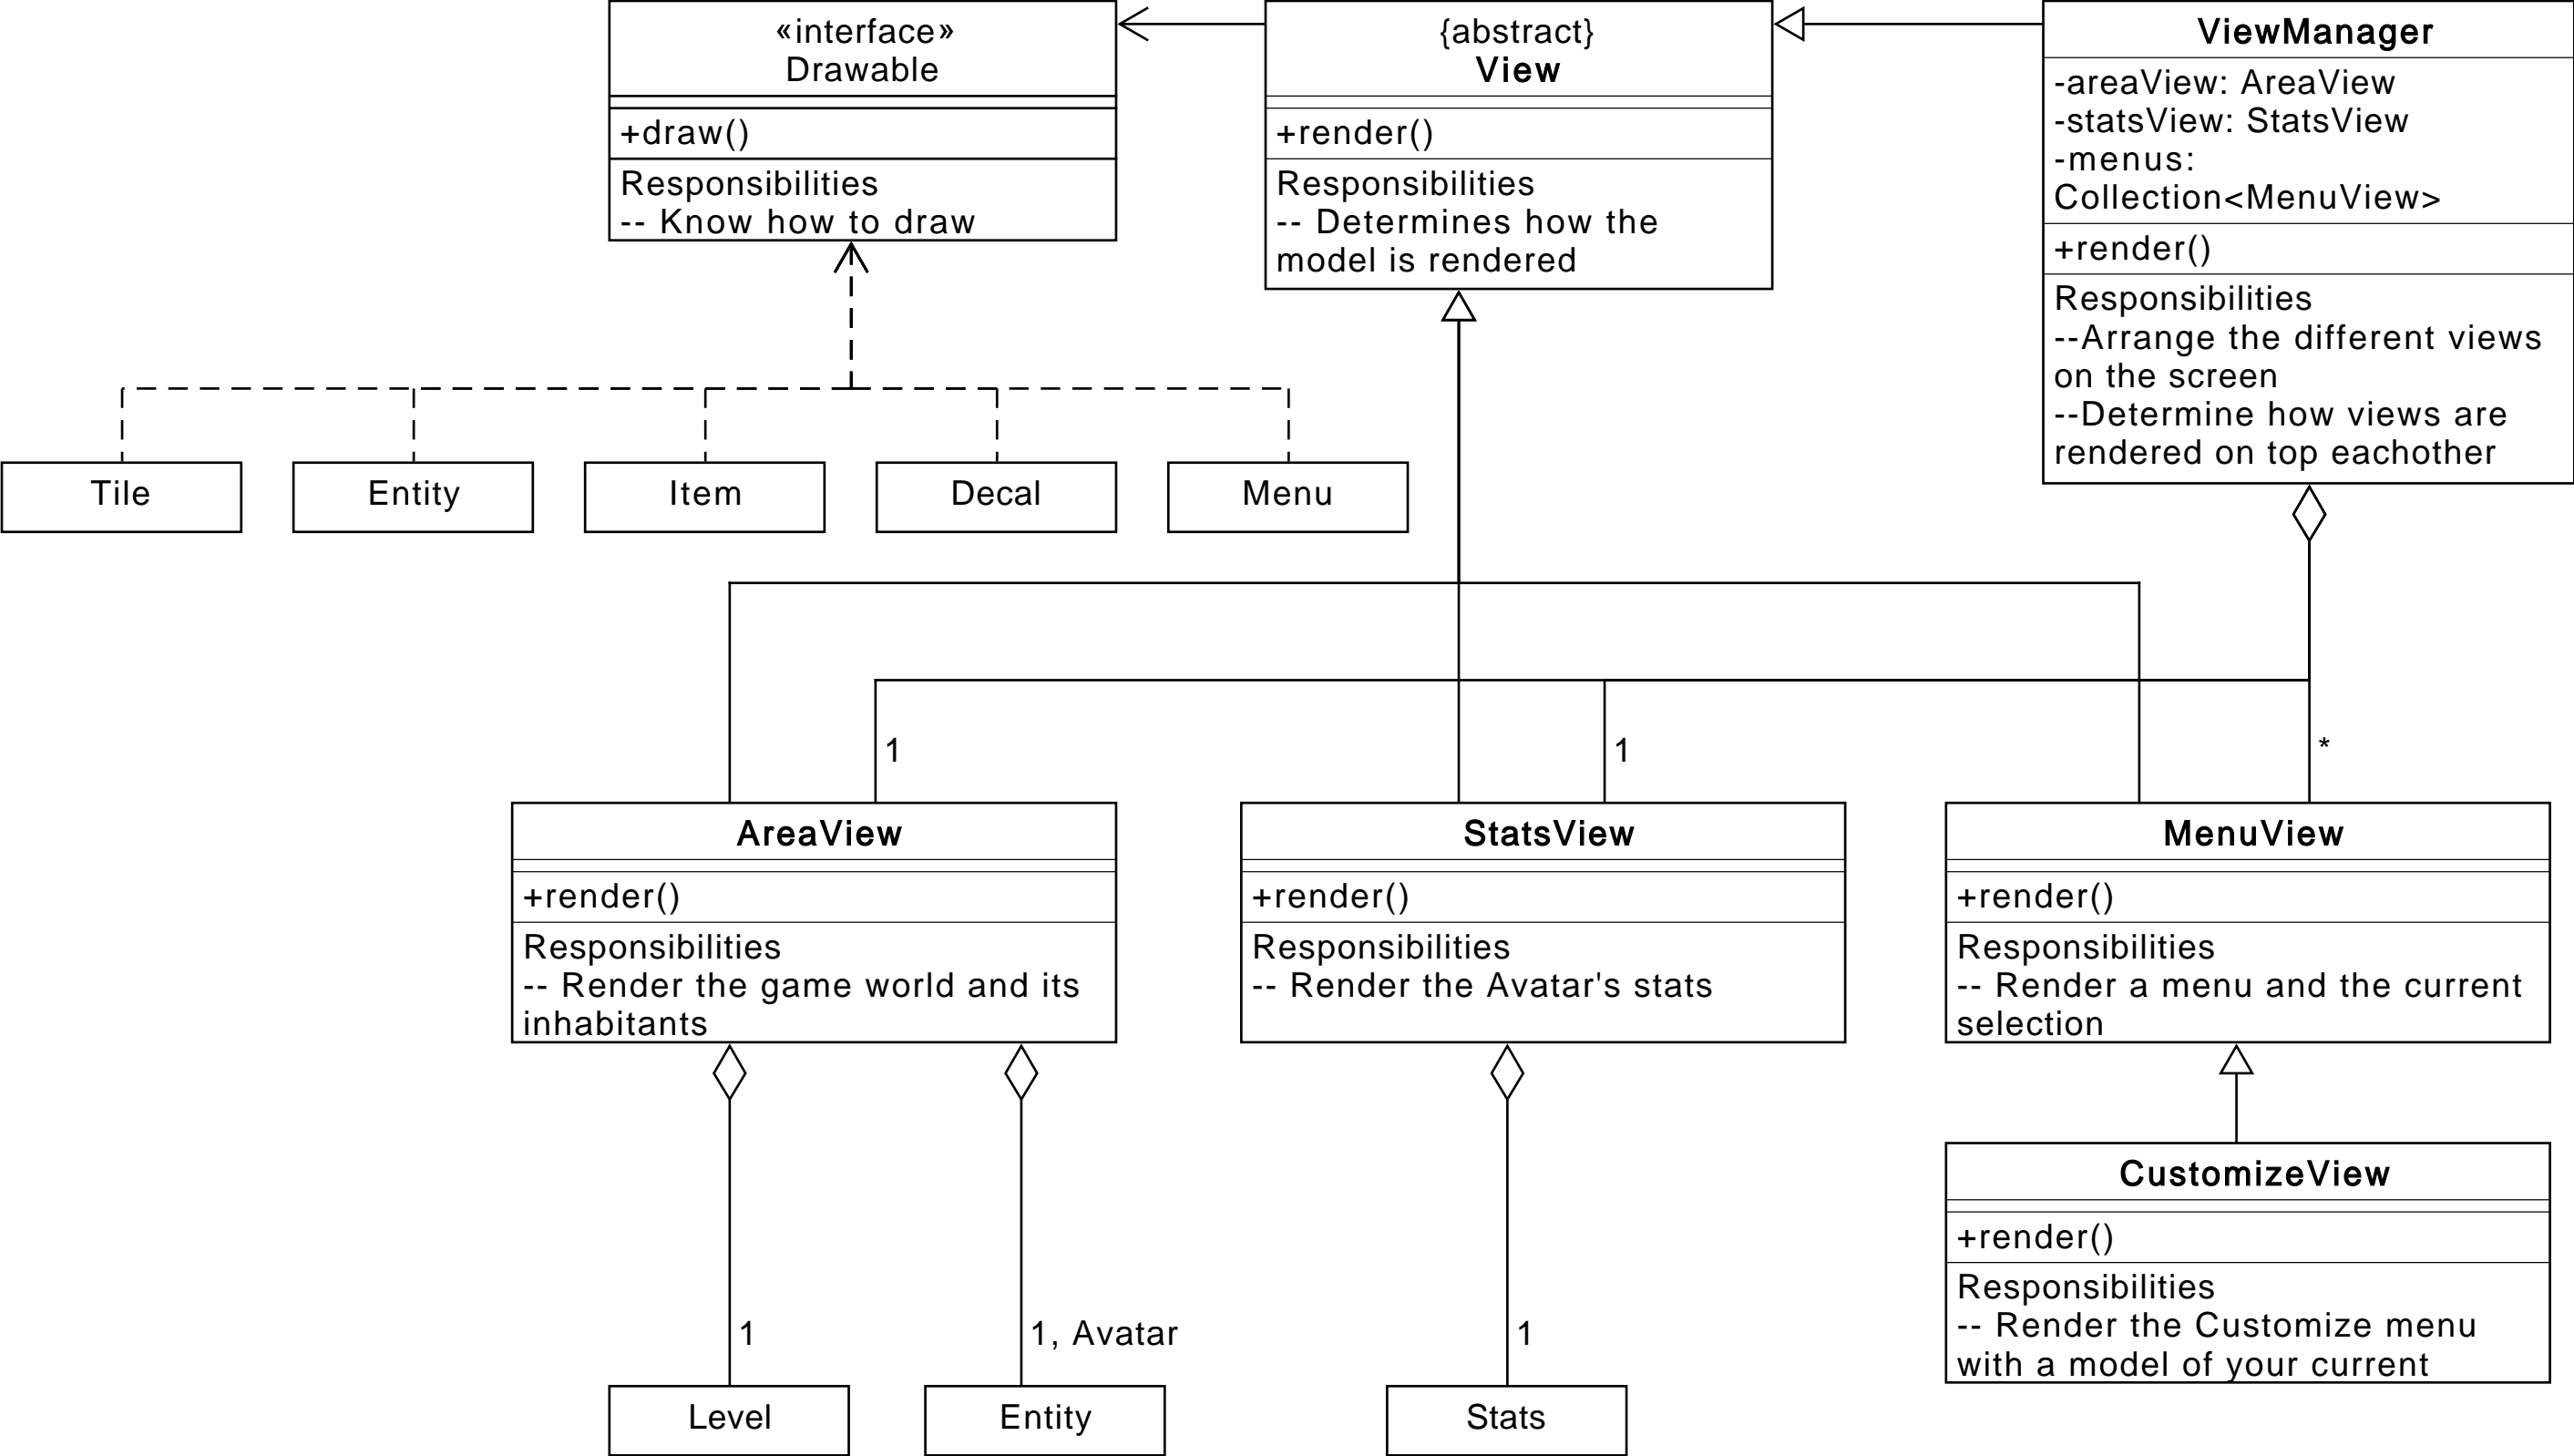 «interface»
Drawable
+draw()
Responsibilities
-- Know how to draw
{abstract}
View
+render()
Responsibilities
-- Determines how the
model is rendered
ViewManager
-areaView: AreaView
-statsView: StatsView
-menus:
Collection<MenuView>
+render()
Responsibilities
--Arrange the different views
on the screen
--Determine how views are
rendered on top eachother
Tile
Entity
Item
Decal
Menu
1
1
*
AreaView
+render()
Responsibilities
-- Render the game world and its
inhabitants
StatsView
+render()
Responsibilities
-- Render the Avatar's stats
MenuView
+render()
Responsibilities
-- Render a menu and the current
selection
CustomizeView
+render()
Responsibilities
-- Render the Customize menu
with a model of your current
1
1, Avatar
1
Level
Entity
Stats